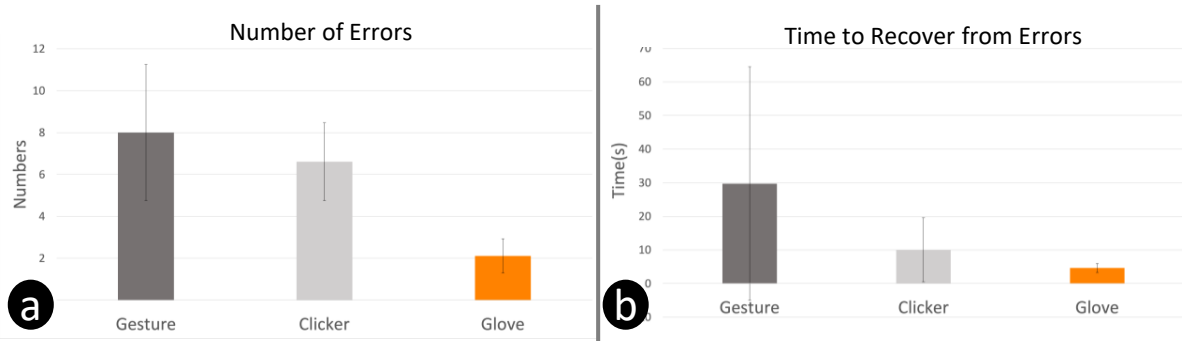 Number of Errors
12
10
8
6
4
2
Numbers
Gesture
Clicker
Glove
a
Time to Recover from Errors
70
60
50
40
30
20
10
0
Time(s)
Gesture
Clicker
Glove
b